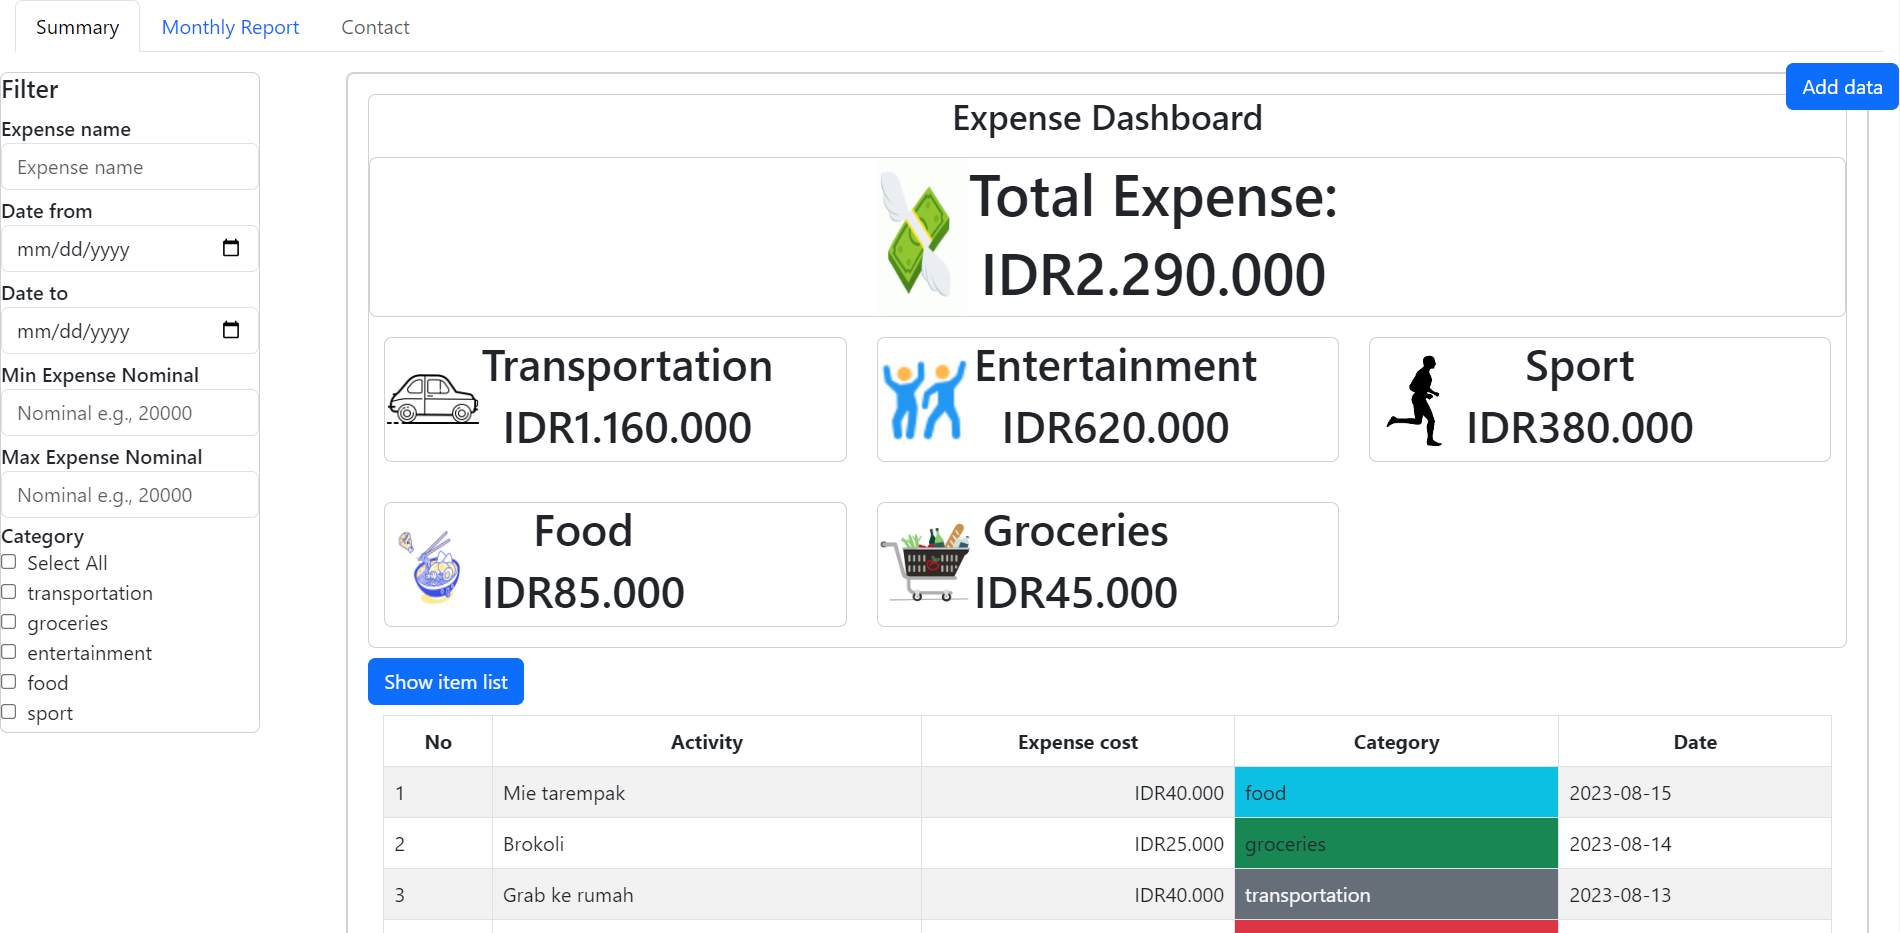 Summary Monthly Report Contact
Add data
Filter
Expense name
Expense name
Date from
mm/dd/yyyy
Date to
mm/dd/yyyy
Min Expense Nominal
Nominal e.g., 20000
Max Expense Nominal
Nominal e.g., 20000
Category
Select All
transportation
groceries
entertainment
food
sport
Expense Dashboard
Total Expense:
IDR2.290.000
Transportation
IDR1.160.000
Entertainment
IDR620.000
Sport
IDR380.000
Food
IDR85.000
Groceries
IDR45.000
Show item list
No Activity Expense cost Category Date
1 Mie tarempak IDR40.000 food 2023-08-15
2 Brokoli IDR25.000 groceries 2023-08-14
3 Grab ke rumah IDR40.000 transportation 2023-08-13